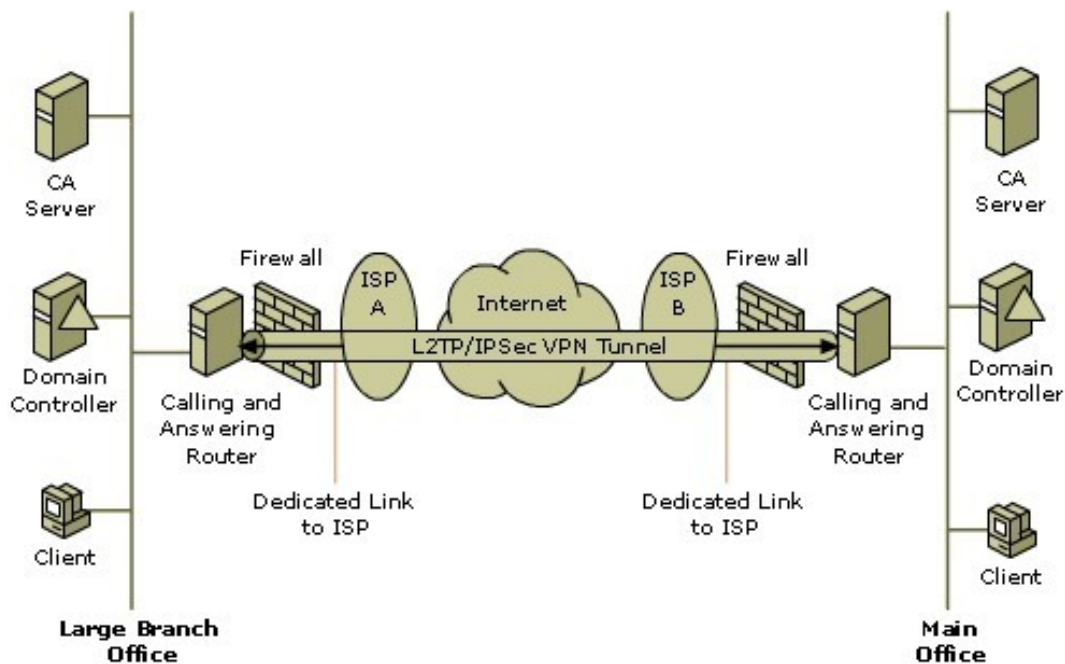 CA
Server
Domain
Controller
Client
Large Branch
Office
Calling and
Answering
Router
Firewall
ISP
A
Internet
L2TP/IPSec VPN Tunnel
ISP
B
Firewall
Dedicated Link
to ISP
Dedicated Link
to ISP
Calling and
Answering
Router
CA
Server
Domain
Controller
Client
Main
Office